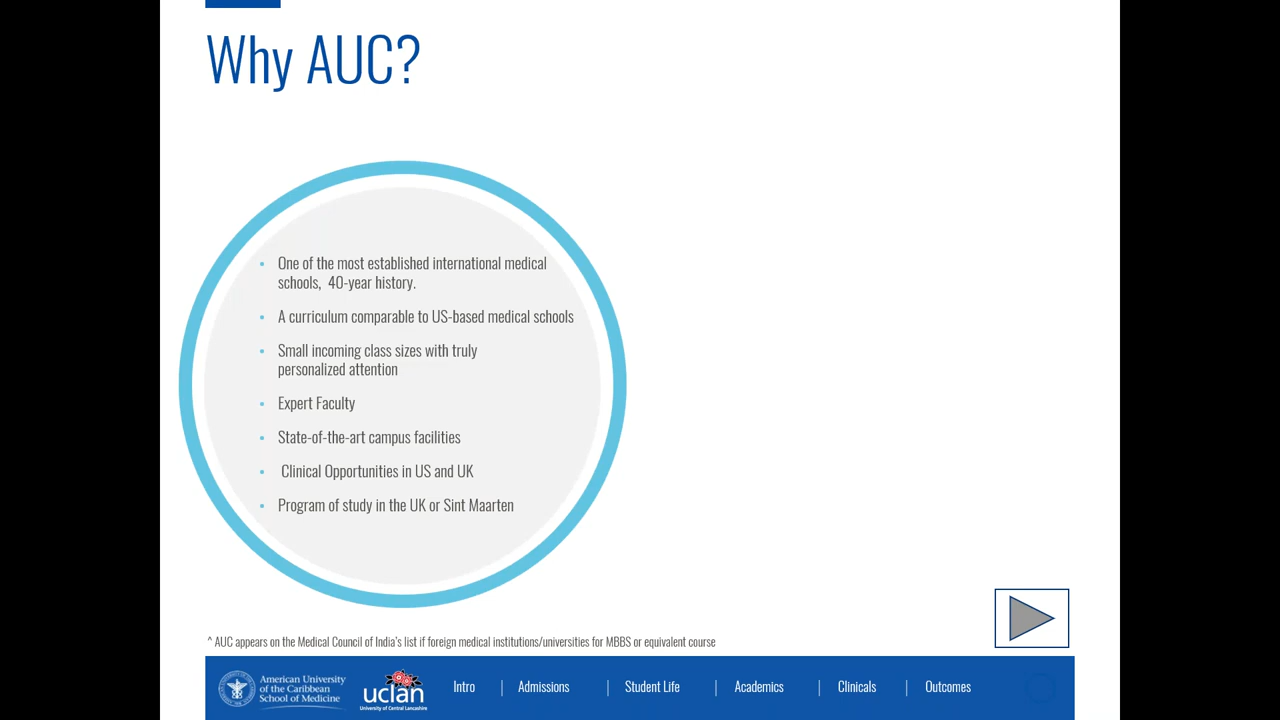 Why AUC?
One of the most established international medical
schools, 40-year history.
A curriculum comparable to US-based medical schools
Small incoming class sizes with truly
personalized attention
Expert Faculty
State-of-the-art campus facilities
Clinical Opportunities in US and UK
Program of study in the UK or Sint Maarten
^ AUC appears on the Medical Council of India's list if foreign medical institutions/universities for MBBS or equivalent course
American University
of the Caribbean
School of Medicine
uclan
University of Central Lancashire
Intro | Admissions | Student Life | Academics | Clinicals | Outcomes